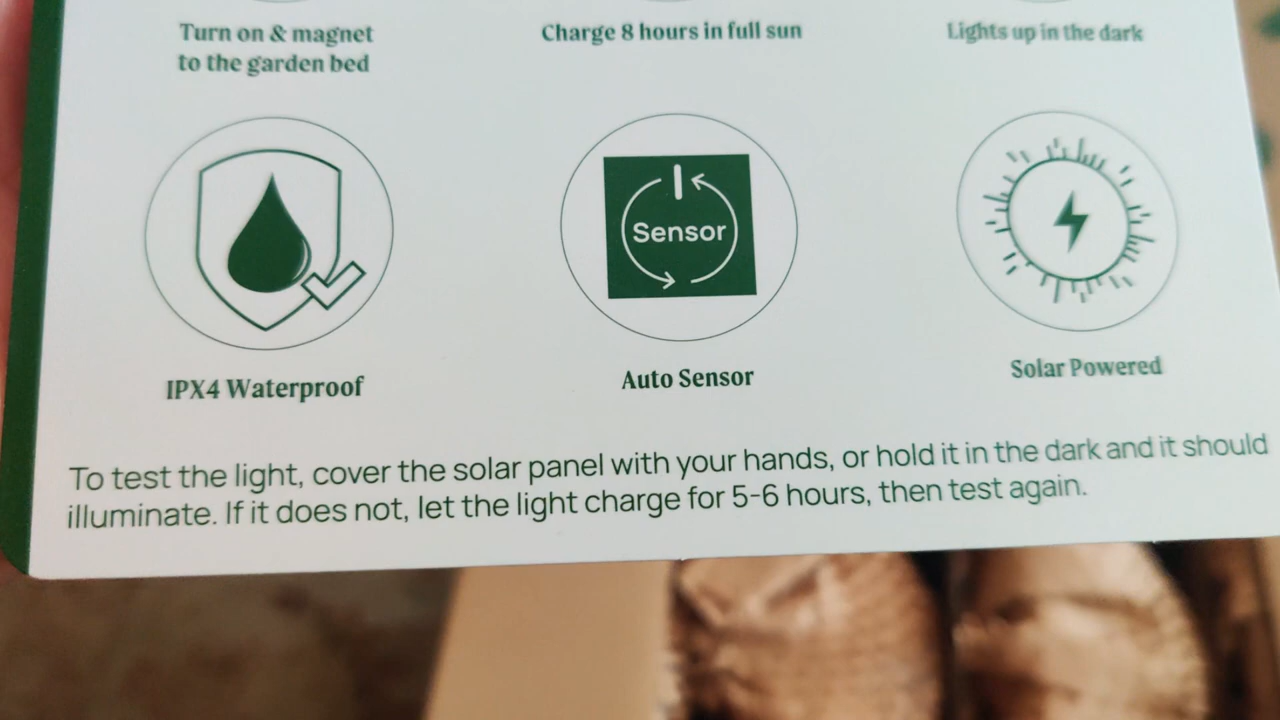 Turn on & magnet
to the garden bed
Charge 8 hours in full sun
Lights up in the dark
Sensor
IPX4 Waterproof
Auto Sensor
Solar Powered
To test the light, cover the solar panel with your hands, or hold it in the dark and it should
illuminate. If it does not, let the light charge for 5-6 hours, then test again.